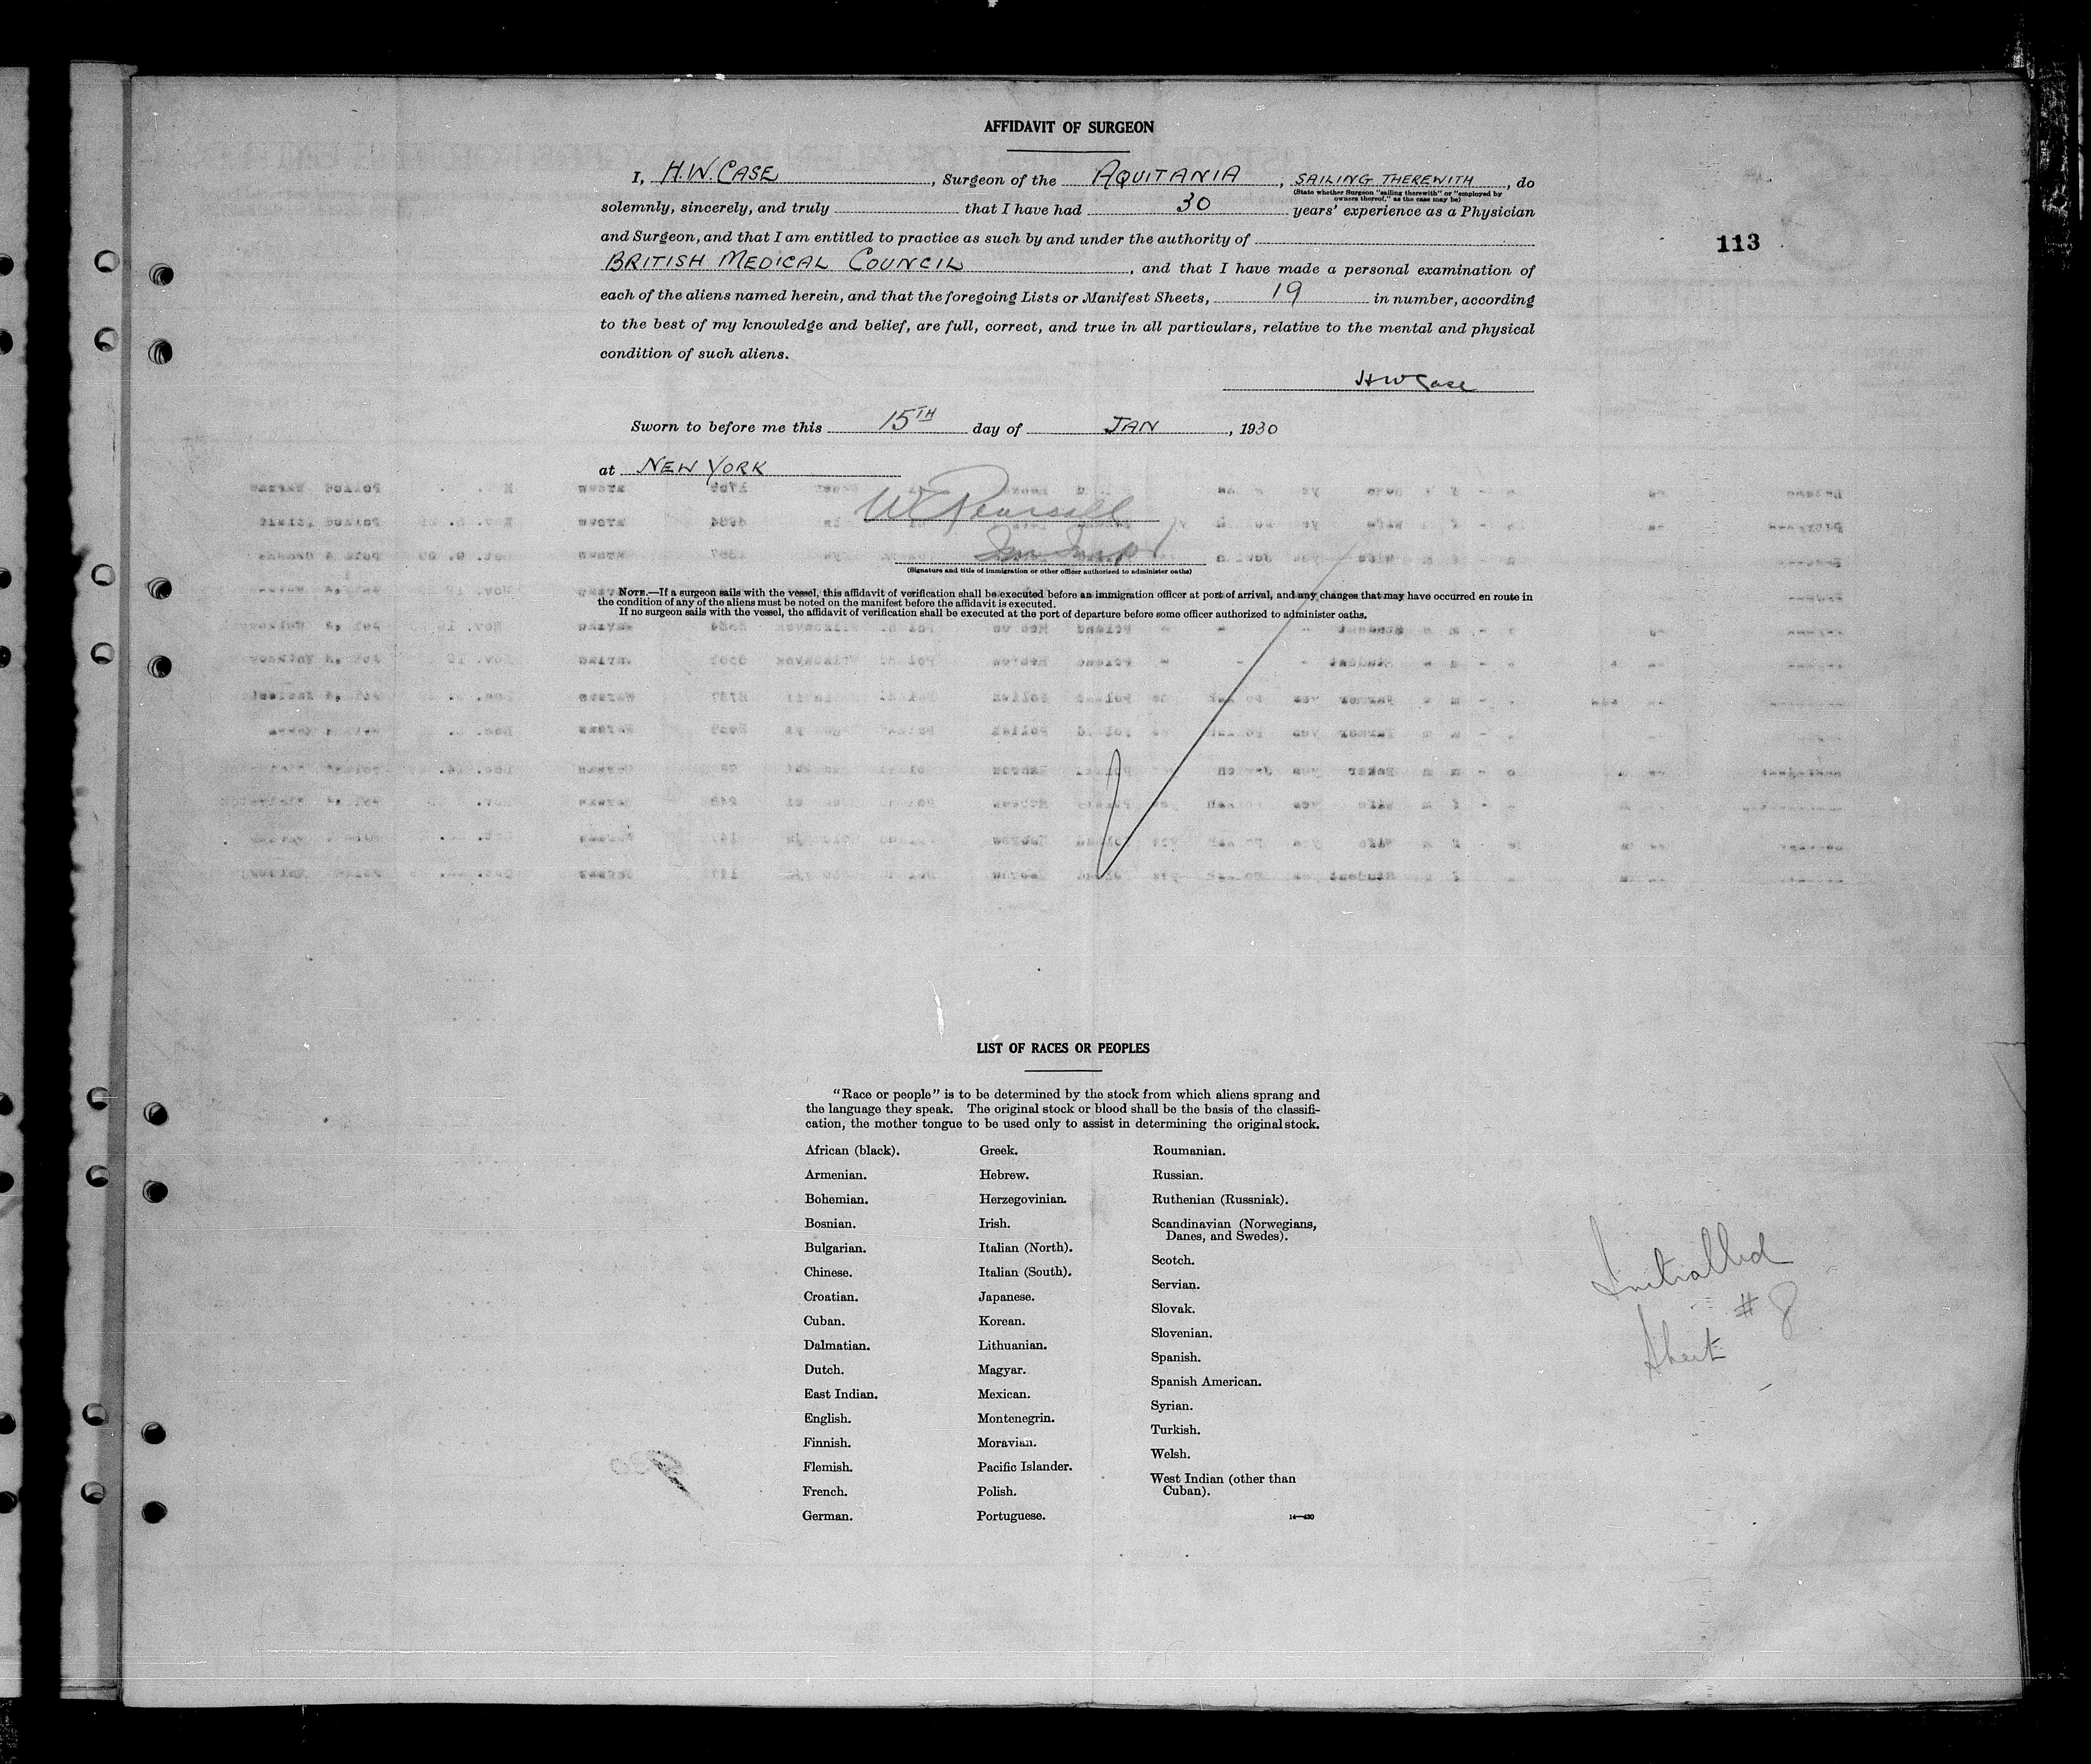 AFFIDAVIT OF SURGEON
I, H.W. CASE, Surgeon of the AQUITANIA, SAILING THEREWITH, do
(State whether Surgeon "sailing therewith" or "employed by
owners thereof," as the case may be)
solemnly, sincerely, and truly that I have had 30 years' experience as a Physician
and Surgeon, and that I am entitled to practice as such by and under the authority of
113
BRITISH MEDICAL COUNCIL, and that I have made a personal examination of
each of the aliens named herein, and that the foregoing Lists or Manifest Sheets, 19 in number, according
to the best of my knowledge and belief, are full, correct, and true in all particulars, relative to the mental and physical
condition of such aliens.
HW Case
Sworn to before me this 15TH day of JAN, 1930
at NEW YORK
(Signature and title of immigration or other officer authorized to administer oaths)
NOTE.—If a surgeon sails with the vessel, this affidavit of verification shall be executed before an immigration officer at port of arrival, and any changes that may have occurred en route in
the condition of any of the aliens must be noted on the manifest before the affidavit is executed.
If no surgeon sails with the vessel, the affidavit of verification shall be executed at the port of departure before some officer authorized to administer oaths.
LIST OF RACES OR PEOPLES
"Race or people" is to be determined by the stock from which aliens sprang and
the language they speak. The original stock or blood shall be the basis of the classifi-
cation, the mother tongue to be used only to assist in determining the original stock.
African (black).
Armenian.
Bohemian.
Bosnian.
Bulgarian.
Chinese.
Croatian.
Cuban.
Dalmatian.
Dutch.
East Indian.
English.
Finnish.
Flemish.
French.
German.
Greek.
Hebrew.
Herzegovinian.
Irish.
Italian (North).
Italian (South).
Japanese.
Korean.
Lithuanian.
Magyar.
Mexican.
Montenegrin.
Moravian.
Pacific Islander.
Polish.
Portuguese.
Roumanian.
Russian.
Ruthenian (Russniak).
Scandinavian (Norwegians,
Danes, and Swedes).
Scotch.
Servian.
Slovak.
Slovenian.
Spanish.
Spanish American.
Syrian.
Turkish.
Welsh.
West Indian (other than
Cuban).
14—430
Initialled
Sheet # 8